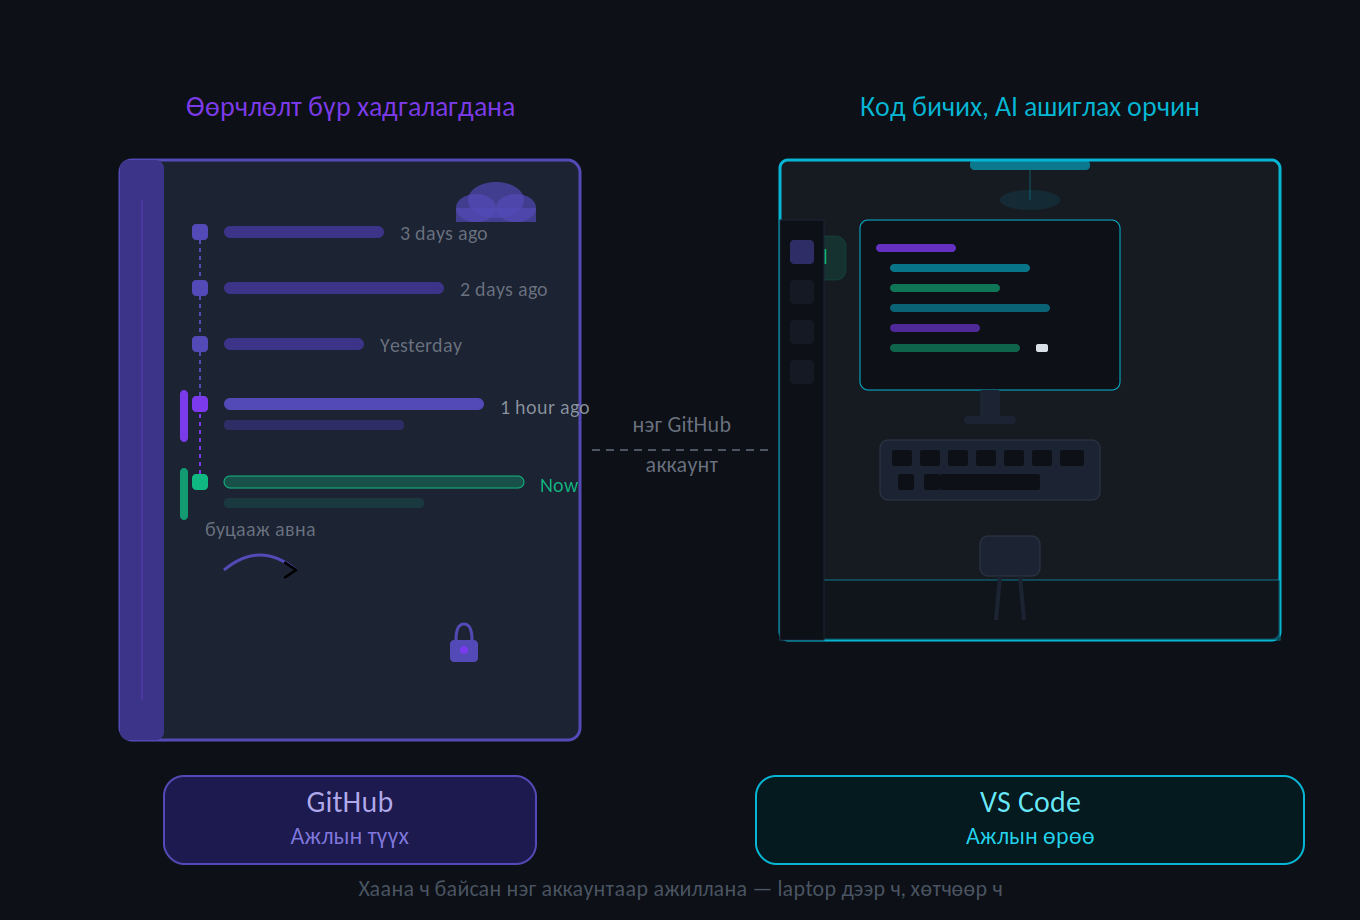 Өөрчлөлт бүр хадгалагдана
Код бичих, AI ашиглах орчин
3 days ago
2 days ago
Yesterday
1 hour ago
Now
буцааж авна
нэг GitHub
аккаунт
GitHub
Ажлын түүх
VS Code
Ажлын өрөө
Хаана ч байсан нэг аккаунтаар ажиллана — laptop дээр ч, хөтчөөр ч